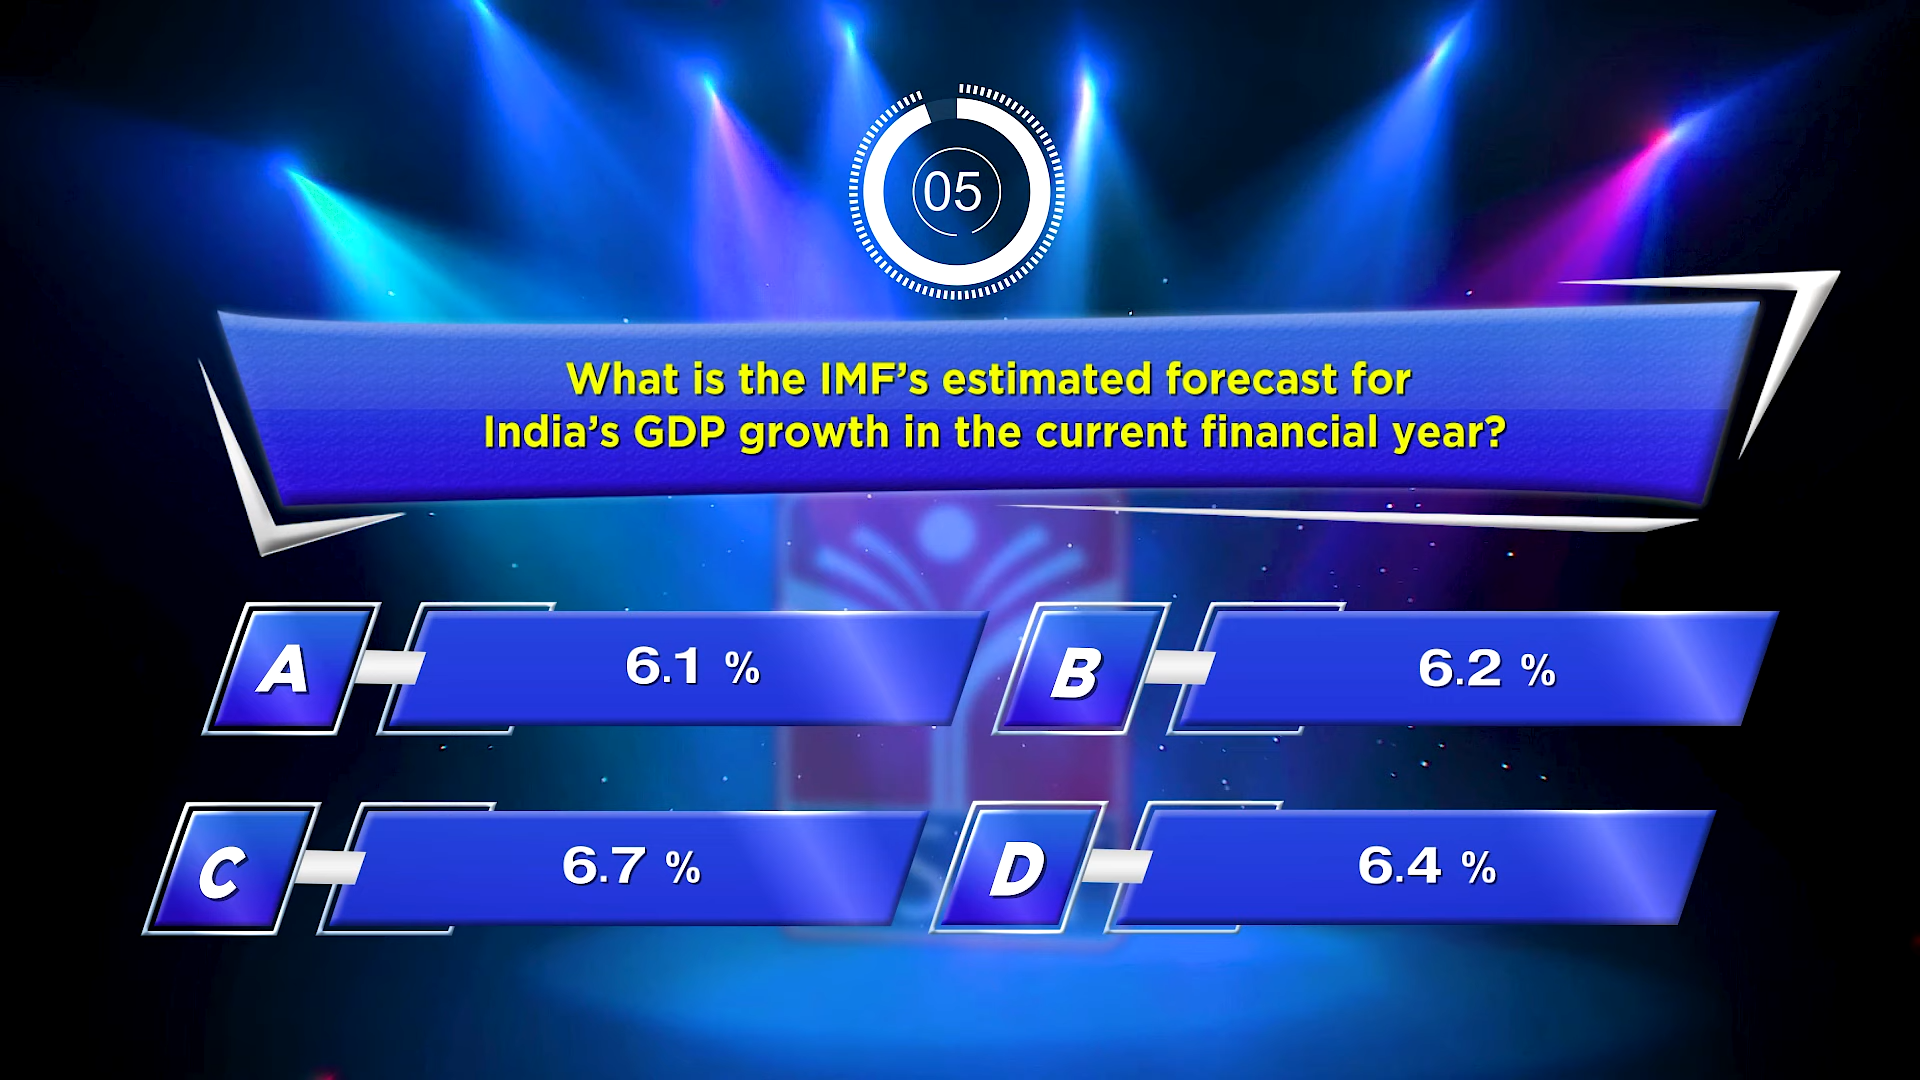 05
What is the IMF’s estimated forecast for
India’s GDP growth in the current financial year?
A 6.1 %
B 6.2 %
C 6.7 %
D 6.4 %